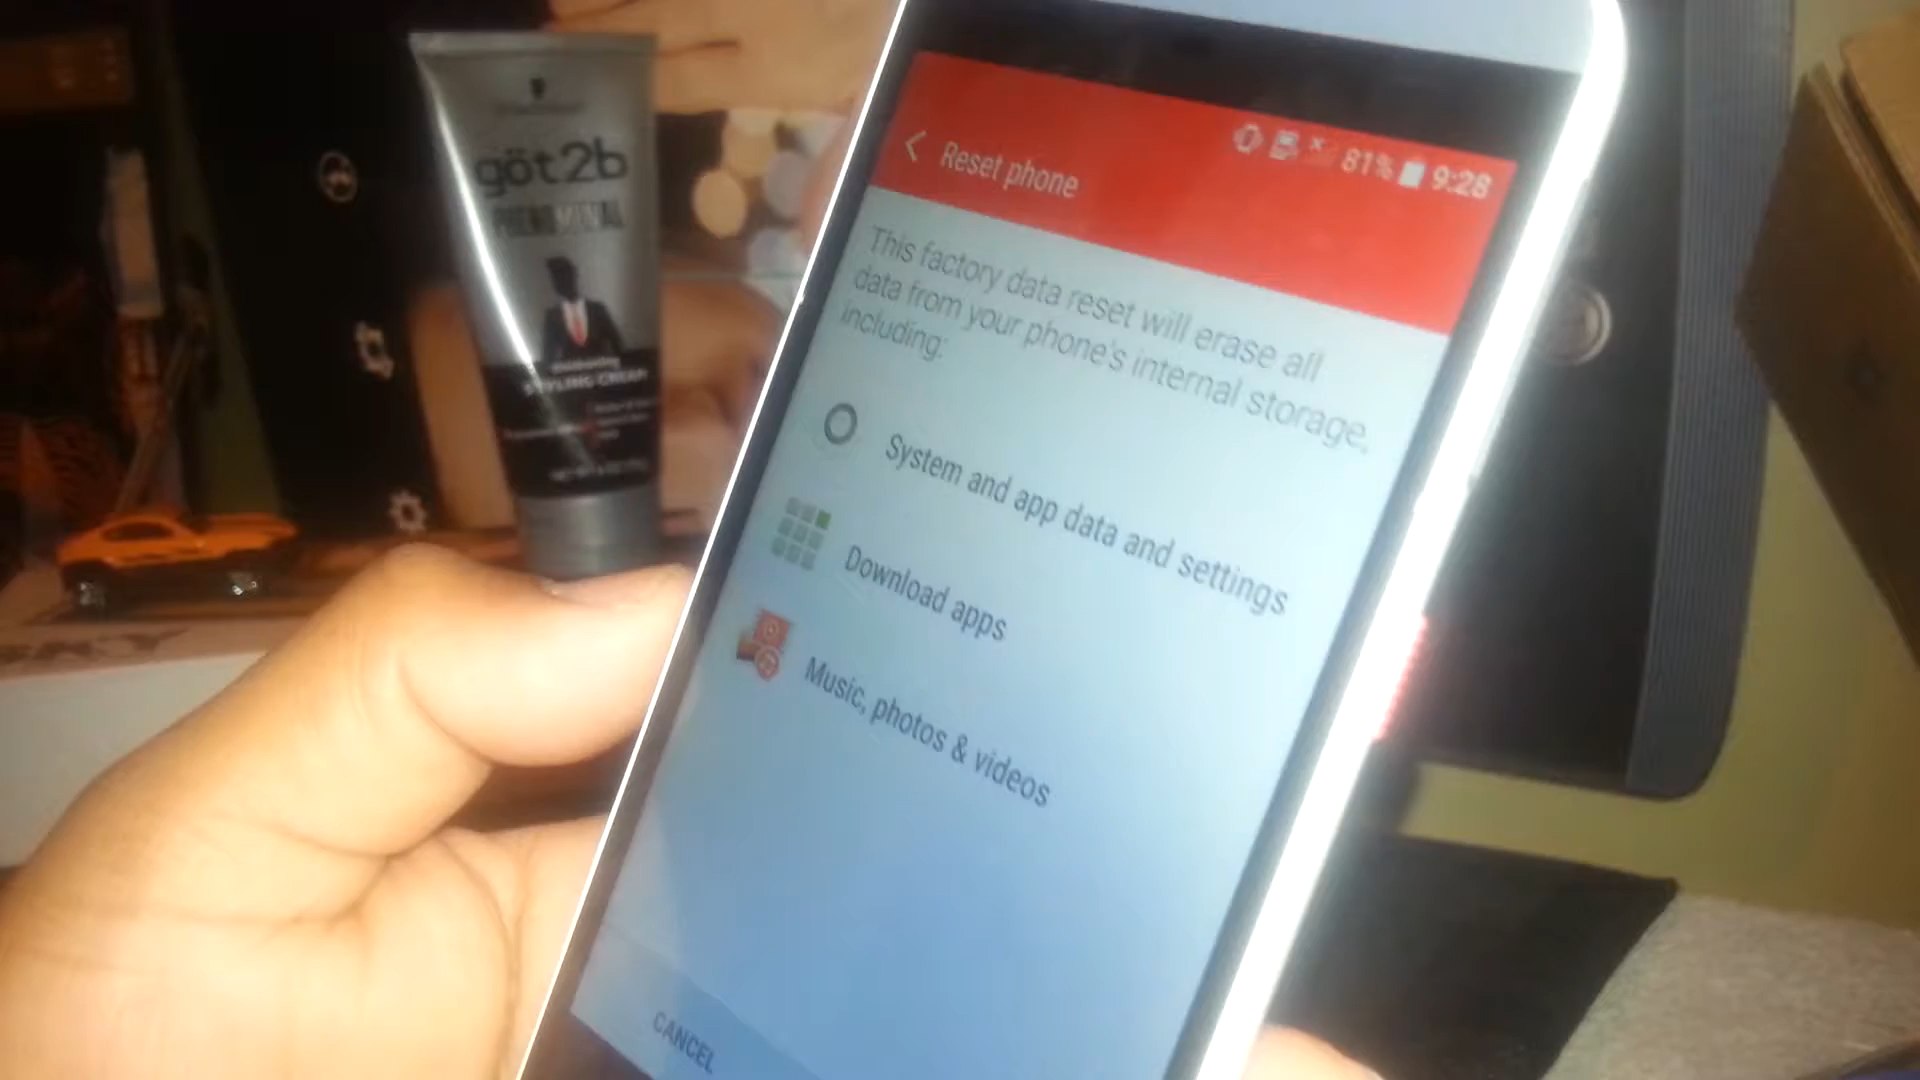 göt2b
PHENOMENAL
STYLING CREAM
Reset phone
81% 9:28
This factory data reset will erase all
data from your phone's internal storage,
including:
System and app data and settings
Download apps
Music, photos & videos
CANCEL